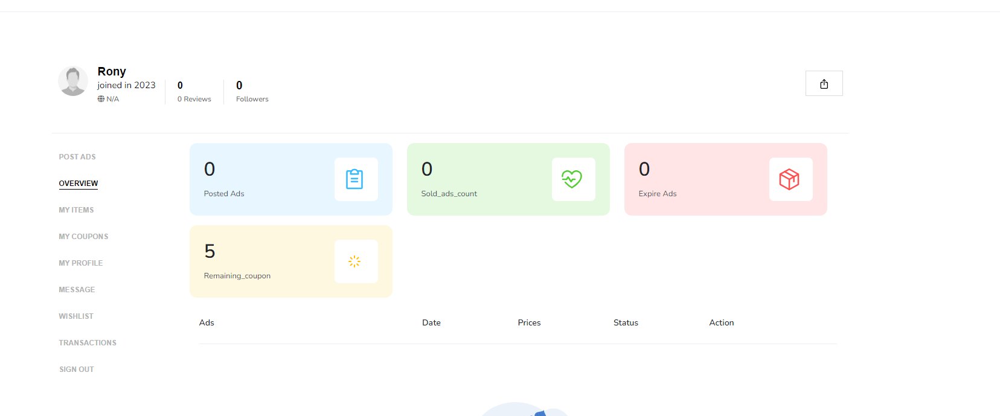 Rony
joined in 2023
N/A
0
0 Reviews
0
Followers
POST ADS
OVERVIEW
MY ITEMS
MY COUPONS
MY PROFILE
MESSAGE
WISHLIST
TRANSACTIONS
SIGN OUT
0
Posted Ads
0
Sold_ads_count
0
Expire Ads
5
Remaining_coupon
Ads Date Prices Status Action